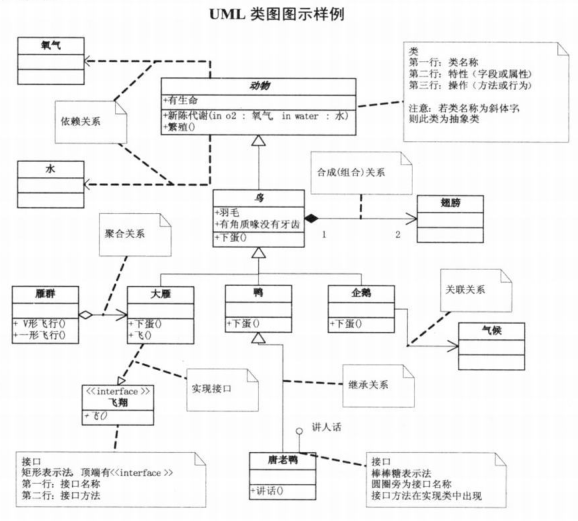 UML 类图图示样例
氧气
动物
+有生命
+新陈代谢(in o2 : 氧气, in water : 水)
+繁殖()
类
第一行：类名称
第二行：特性（字段或属性）
第三行：操作（方法或行为）
注意：若类名称为斜体字，
则此类为抽象类
依赖关系
水
鸟
+羽毛
+有角质喙没有牙齿
+下蛋()
合成(组合)关系
1
2
翅膀
聚合关系
雁群
+ V形飞行()
+一形飞行()
大雁
+下蛋()
+飞()
鸭
+下蛋()
企鹅
+下蛋()
关联关系
气候
<<interface>>
飞翔
+飞()
实现接口
继承关系
讲人话
唐老鸭
+讲话()
接口
矩形表示法，顶端有<<interface>>
第一行：接口名称
第二行：接口方法
接口
棒棒糖表示法
圆圈旁为接口名称
接口方法在实现类中出现